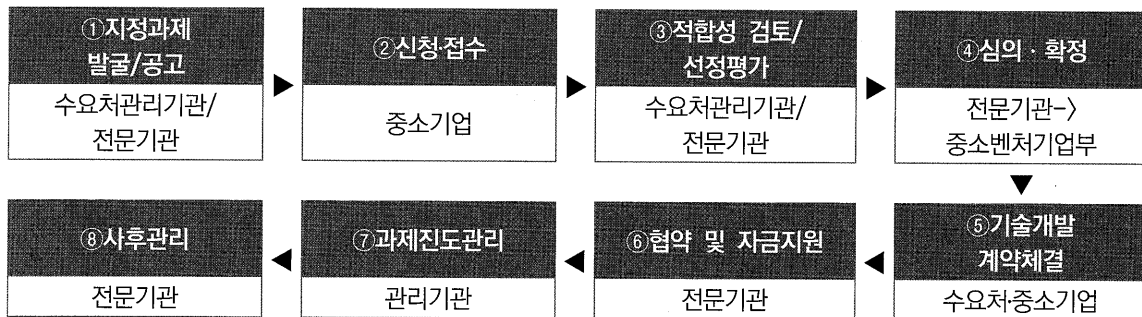 ①지정과제
발굴/공고
수요처관리기관/
전문기관
②신청·접수
중소기업
③적합성 검토/
선정평가
수요처관리기관/
전문기관
④심의 · 확정
전문기관-〉
중소벤처기업부
⑤기술개발
계약체결
수요처·중소기업
⑥협약 및 자금지원
전문기관
⑦과제진도관리
관리기관
⑧사후관리
전문기관